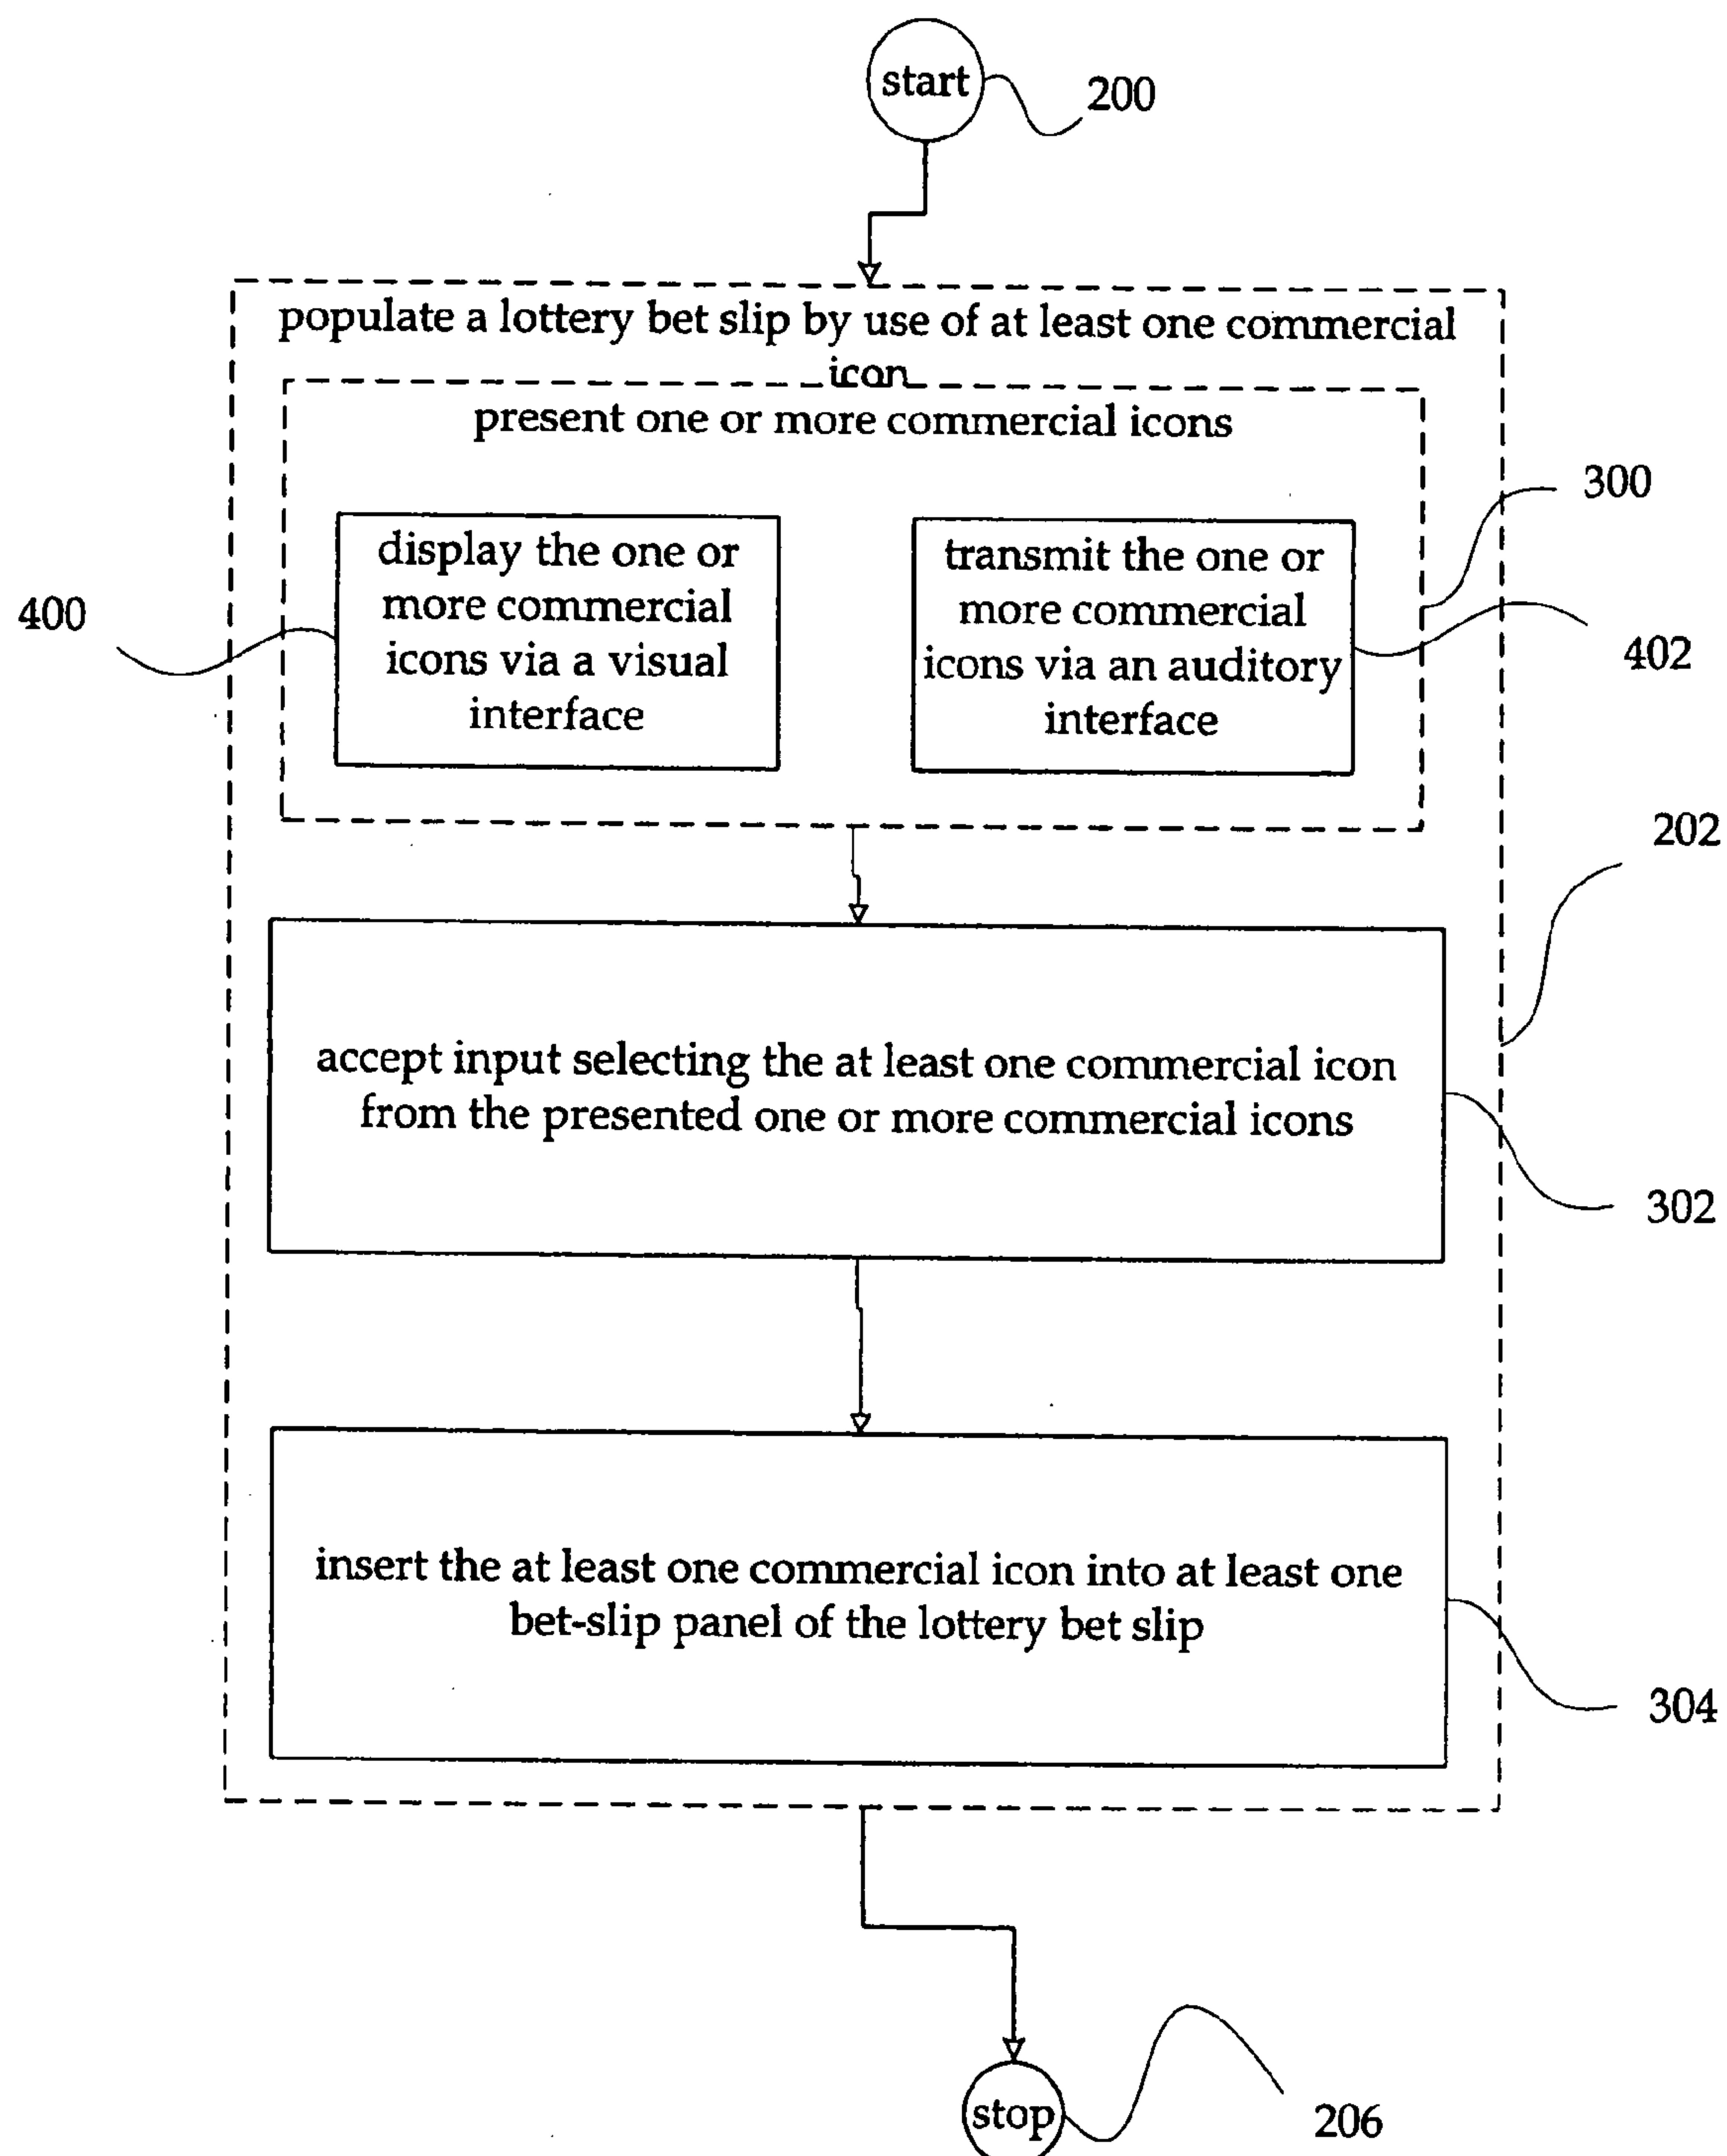 start
200
populate a lottery bet slip by use of at least one commercial
icon
present one or more commercial icons
300
display the one or
more commercial
icons via a visual
interface
transmit the one or
more commercial
icons via an auditory
interface
400
402
202
accept input selecting the at least one commercial icon
from the presented one or more commercial icons
302
insert the at least one commercial icon into at least one
bet-slip panel of the lottery bet slip
304
stop
206